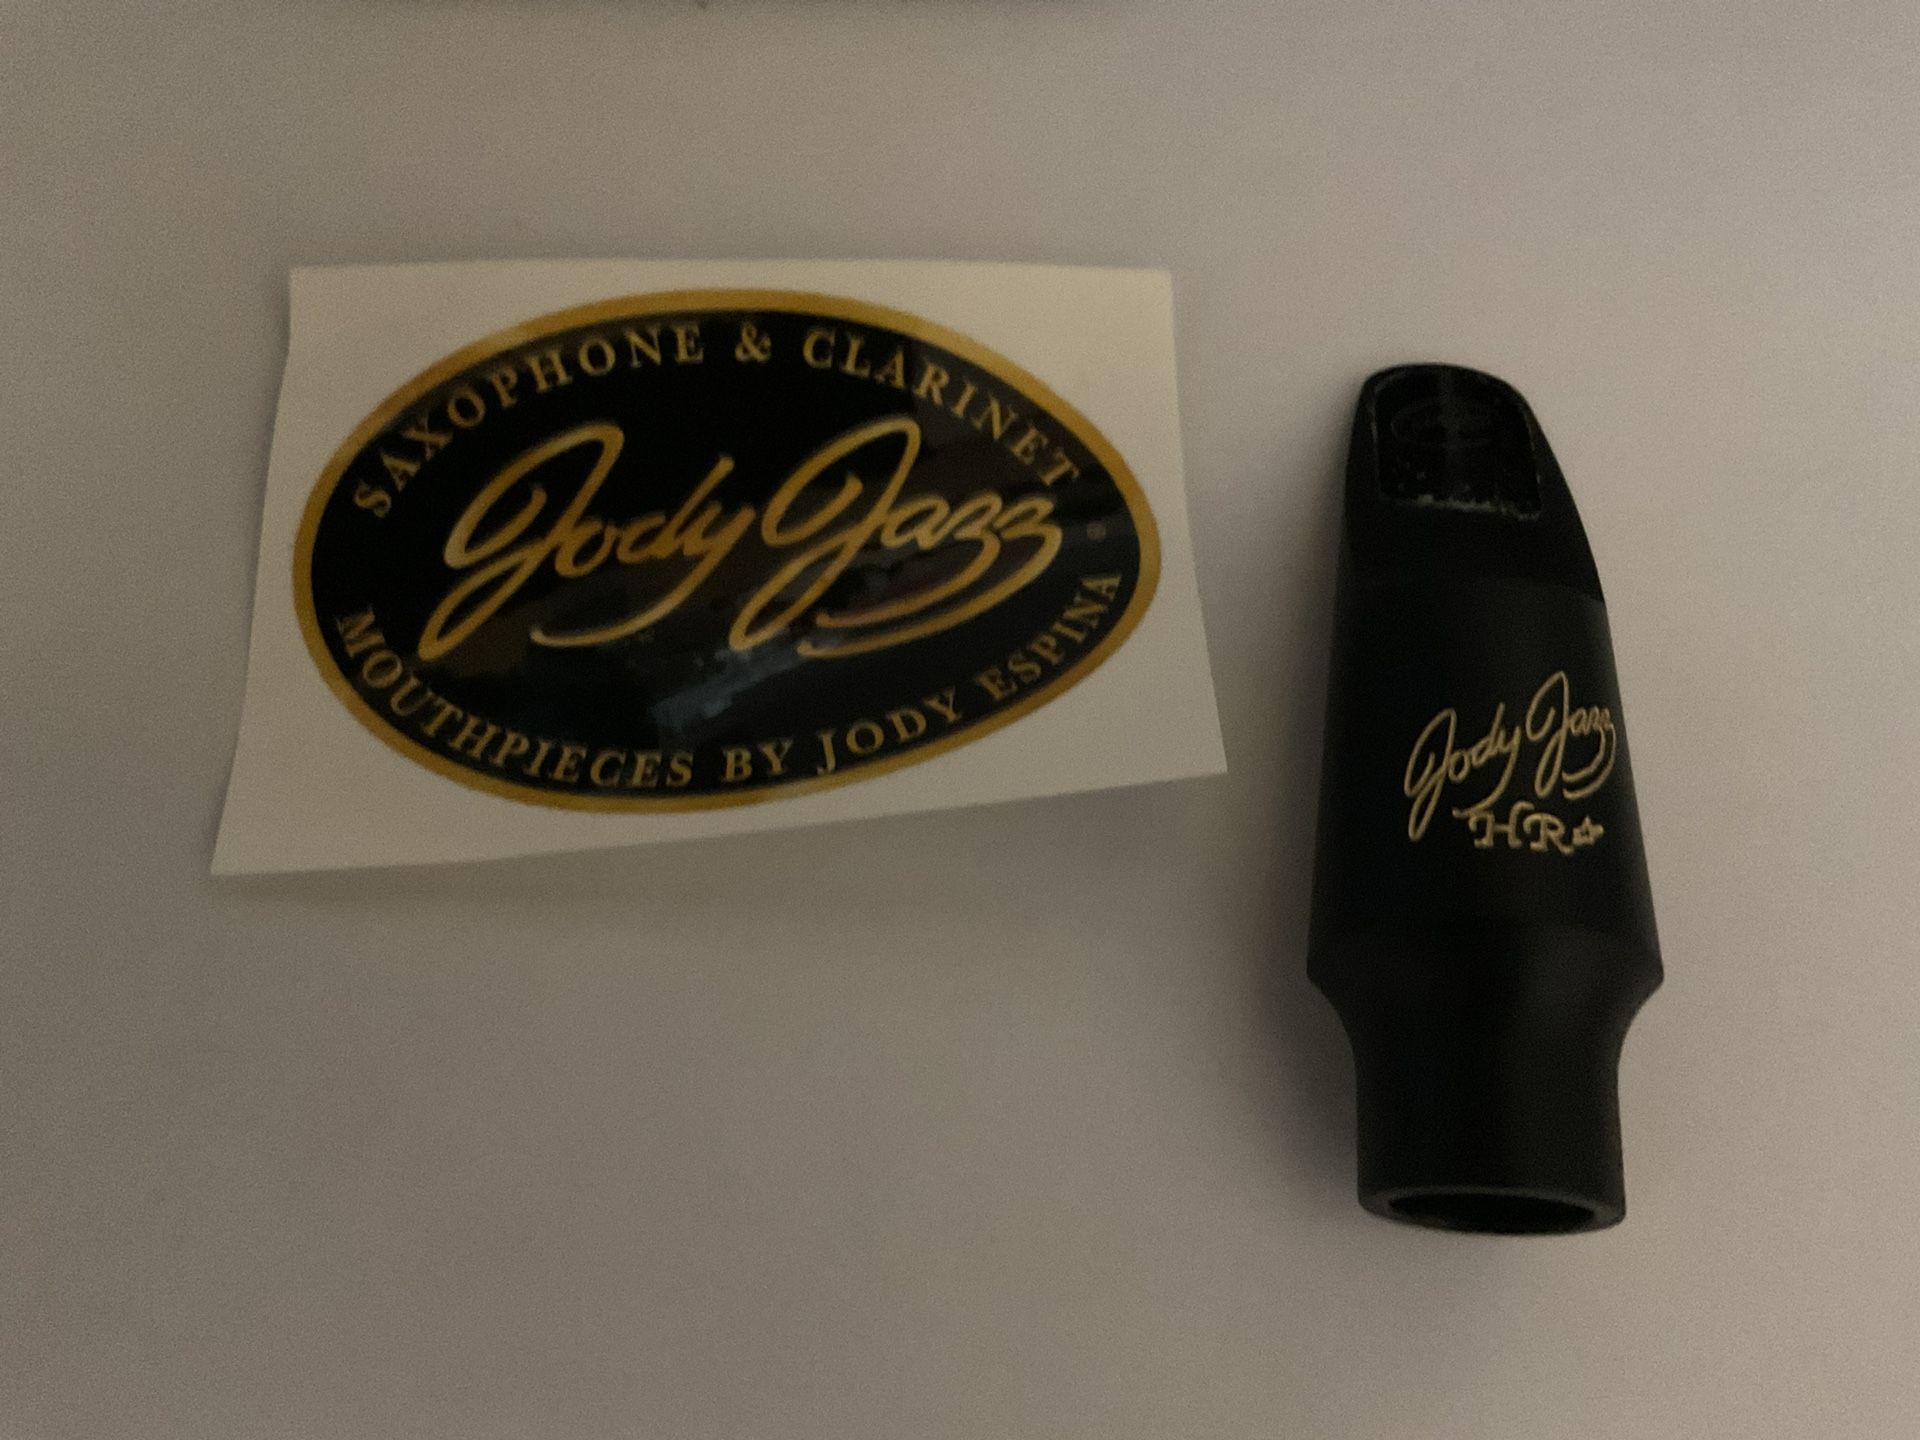 SAXOPHONE & CLARINET
Jody Jazz
®
MOUTHPIECES BY JODY ESPINA
Jody Jazz
HR☆